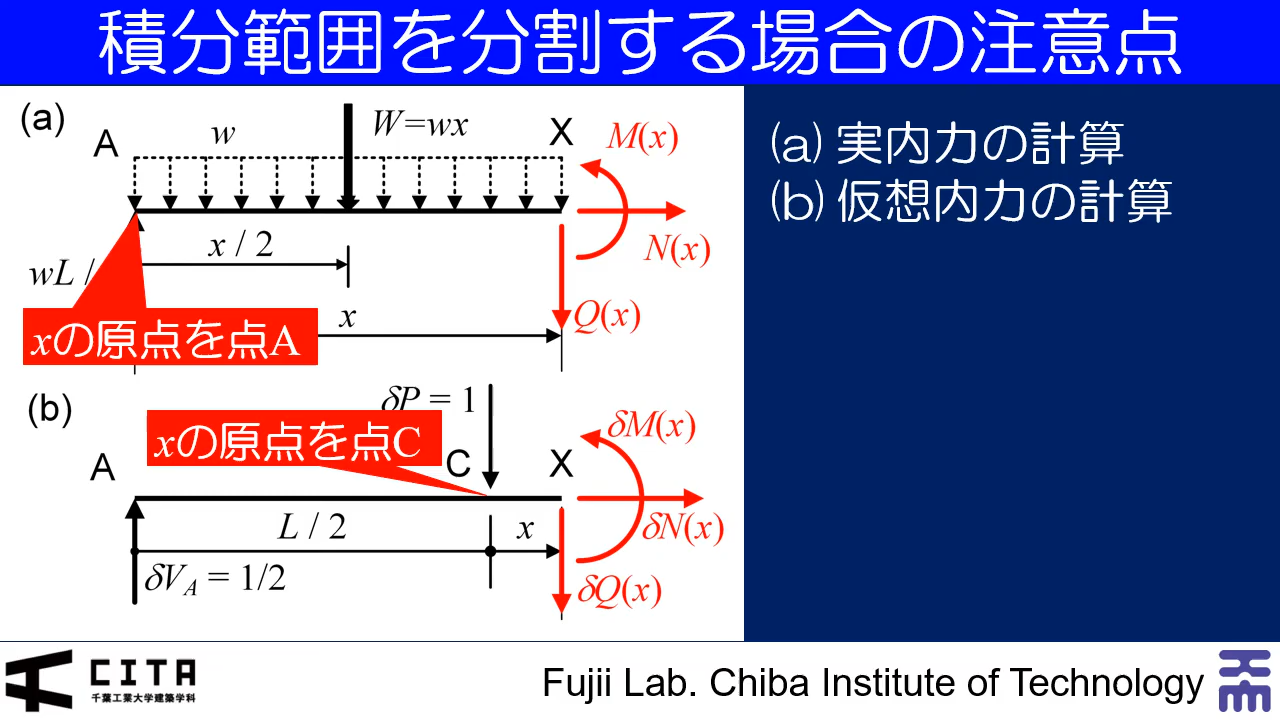 積分範囲を分割する場合の注意点
(a)
A
w
W=wx
X
M(x)
x / 2
N(x)
wL /
x
Q(x)
xの原点を点A
(b)
δP = 1
xの原点を点C
A
C
X
δM(x)
L / 2
x
δN(x)
δV_A = 1/2
δQ(x)
(a) 実内力の計算
(b) 仮想内力の計算
CITA
千葉工業大学建築学科
Fujii Lab. Chiba Institute of Technology